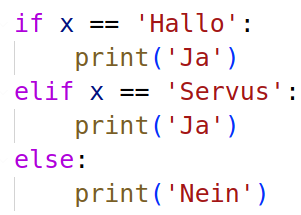 if x == 'Hallo':
    print('Ja')
elif x == 'Servus':
    print('Ja')
else:
    print('Nein')